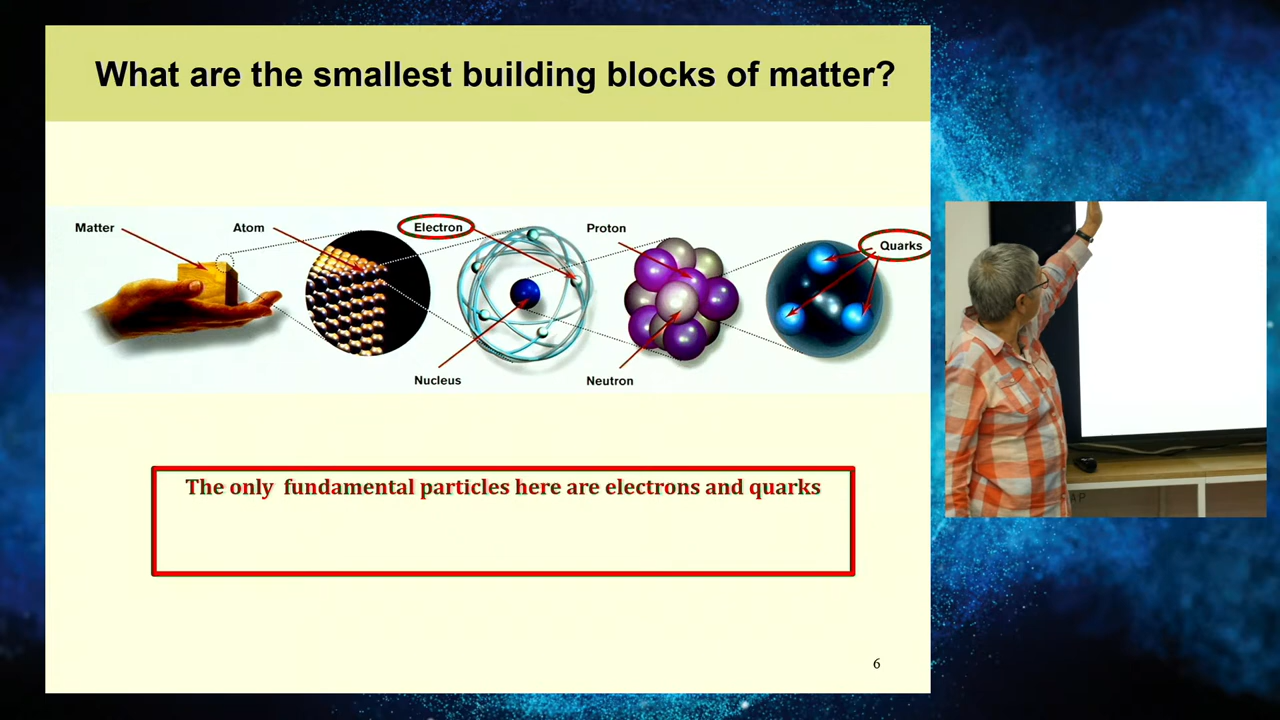 What are the smallest building blocks of matter?
Matter
Atom
Electron
Proton
Quarks
Nucleus
Neutron
The only fundamental particles here are electrons and quarks
6
AP